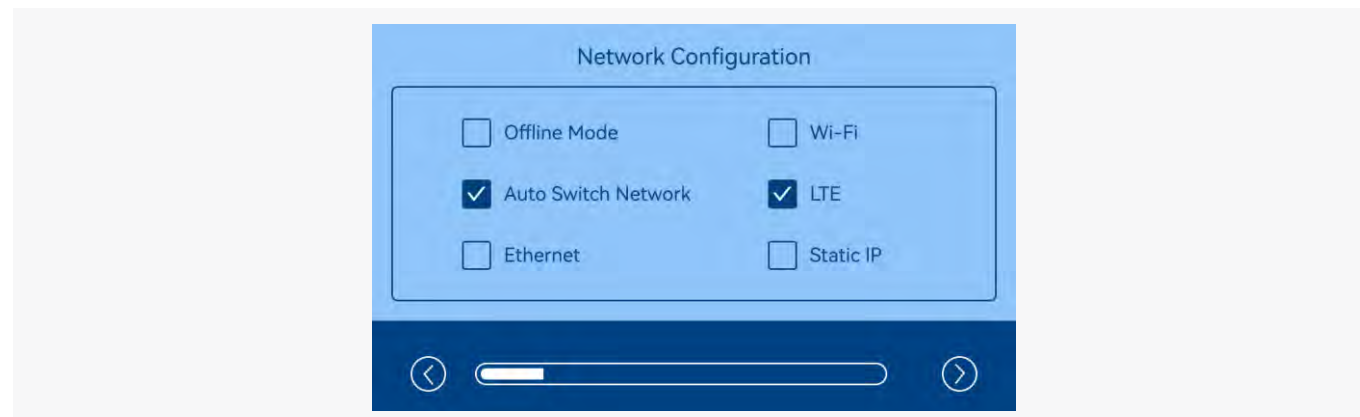 Network Configuration
Offline Mode
Wi-Fi
Auto Switch Network
LTE
Ethernet
Static IP